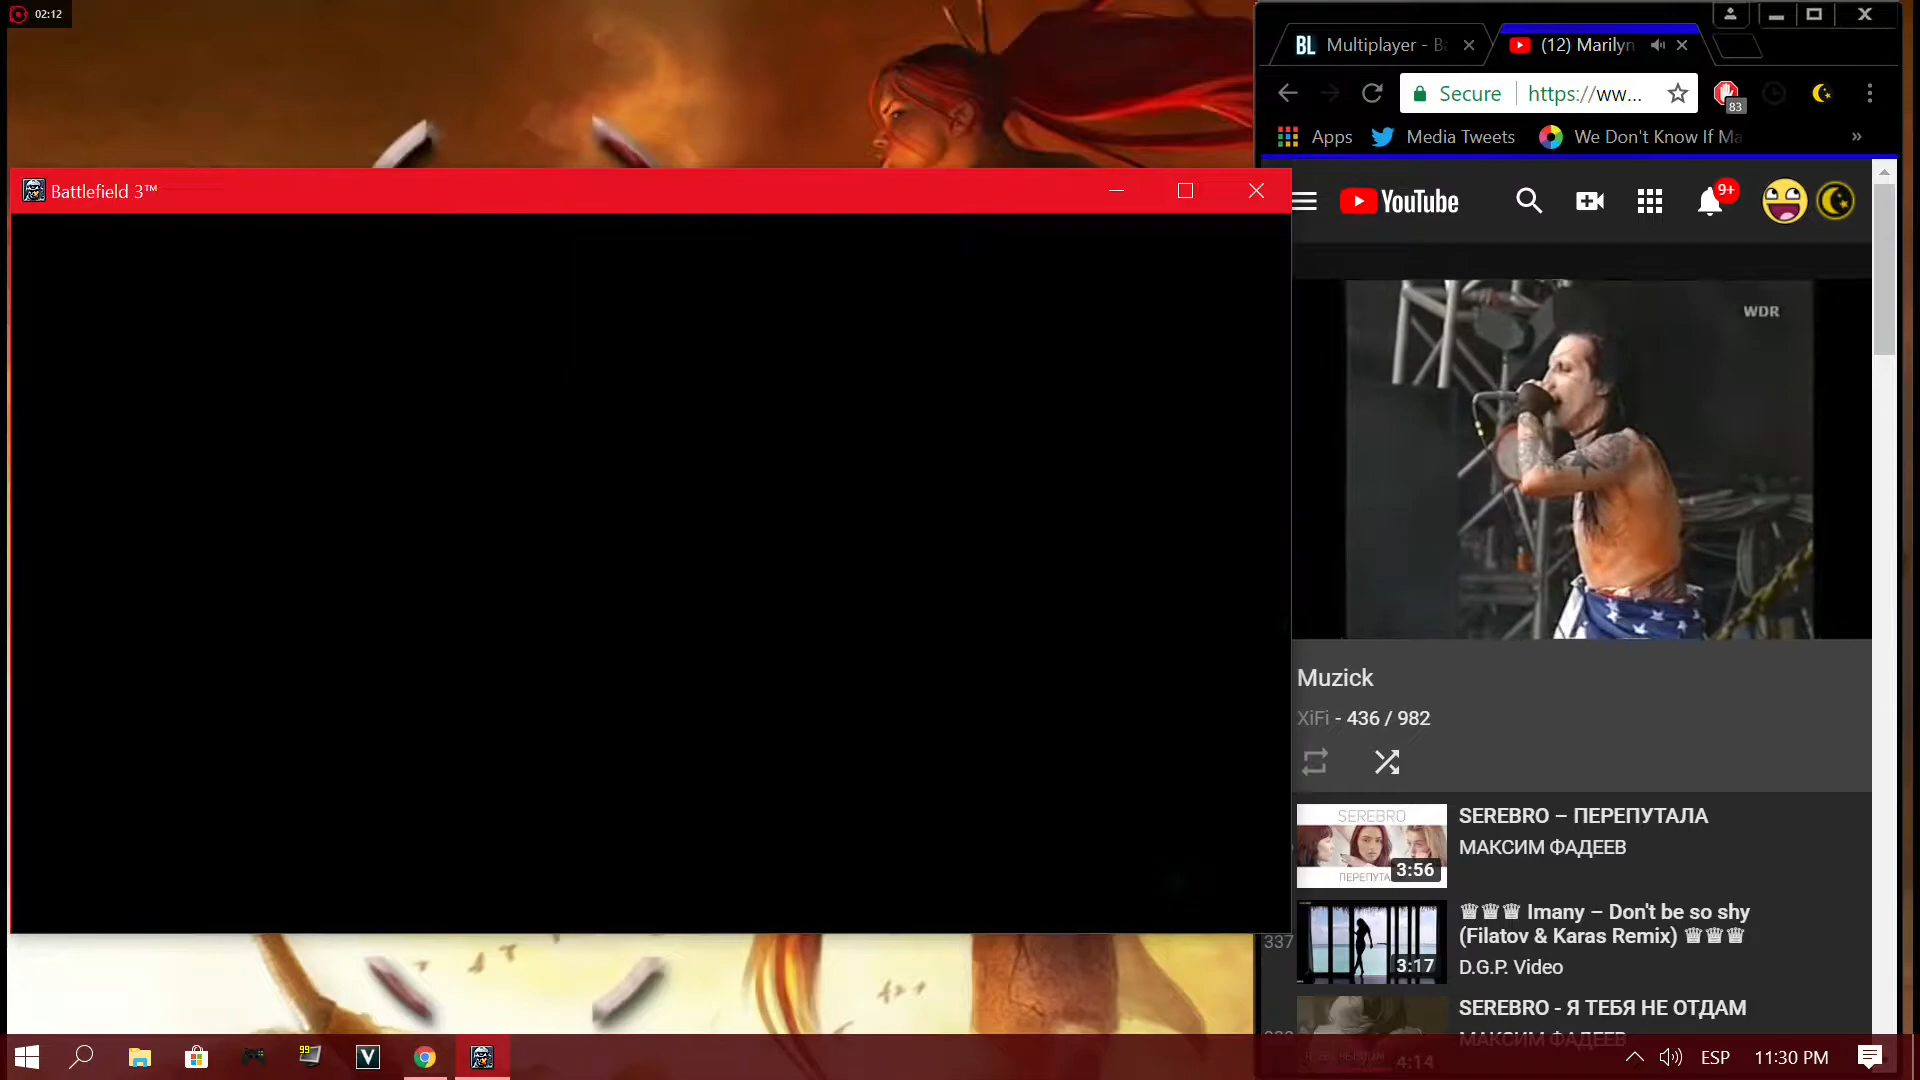 02:12
BL Multiplayer - Ba
(12) Marilyn
Secure https://ww...
83
Apps Media Tweets We Don't Know If Ma »
Battlefield 3™
YouTube
9+
WDR
Muzick
XiFi - 436 / 982
SEREBRO
ПЕРЕПУТА
3:56
SEREBRO – ПЕРЕПУТАЛА
МАКСИМ ФАДЕЕВ
337
3:17
♕♕♕ Imany – Don't be so shy
(Filatov & Karas Remix) ♕♕♕
D.G.P. Video
SEREBRO - Я ТЕБЯ НЕ ОТДАМ
МАКСИМ ФАДЕЕВ
4:14
99
V
ESP 11:30 PM